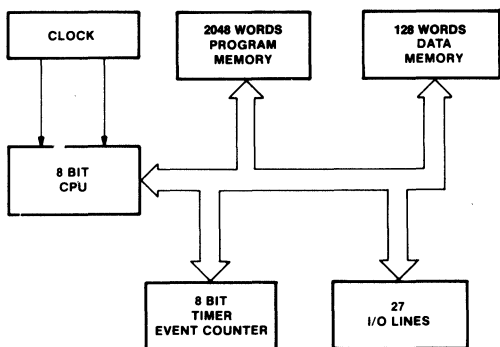 CLOCK
2048 WORDS
PROGRAM
MEMORY
128 WORDS
DATA
MEMORY
8 BIT
CPU
8 BIT
TIMER
EVENT COUNTER
27
I/O LINES